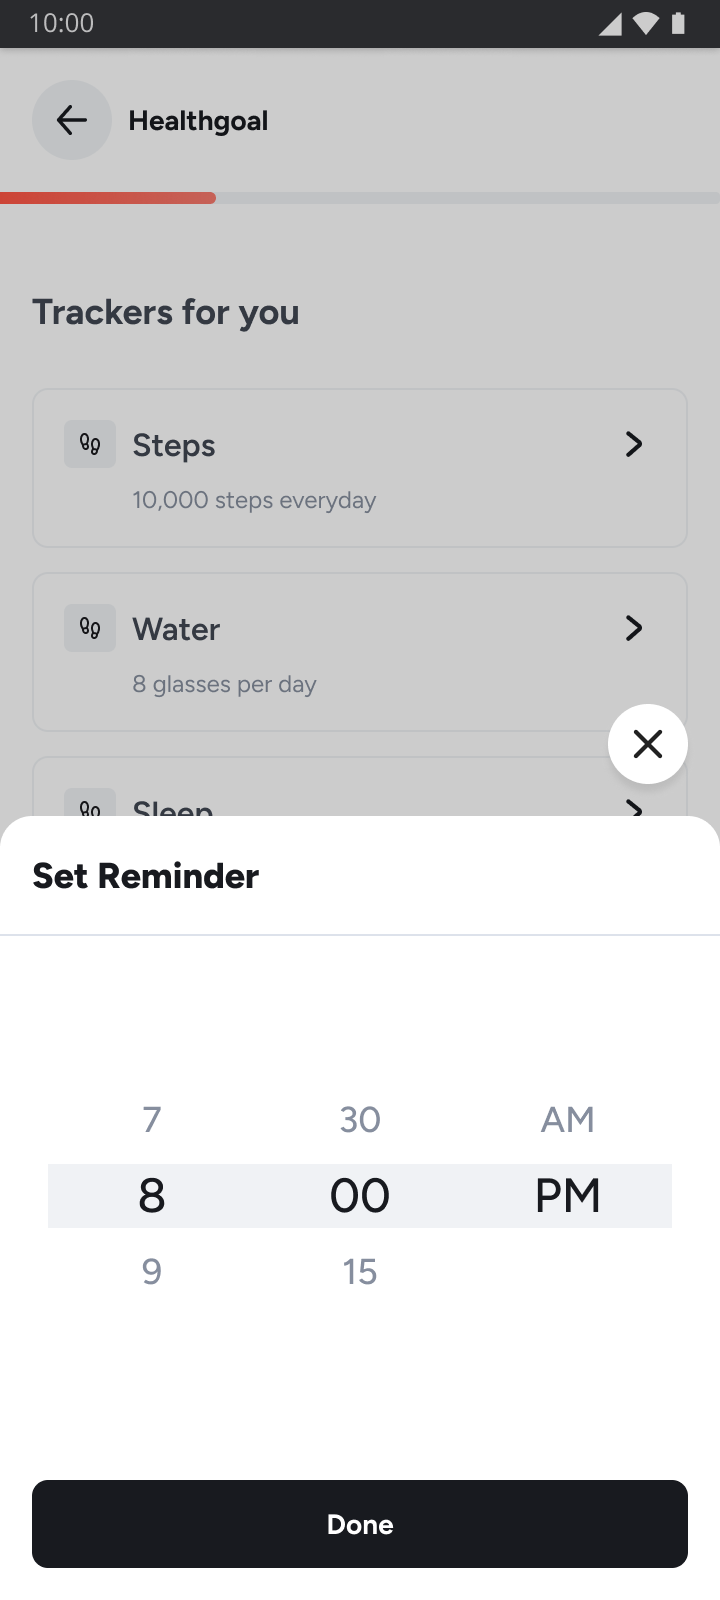 10:00
Healthgoal
Trackers for you
Steps
10,000 steps everyday
Water
8 glasses per day
Sleep
Set Reminder
7 30 AM
8 00 PM
9 15
Done